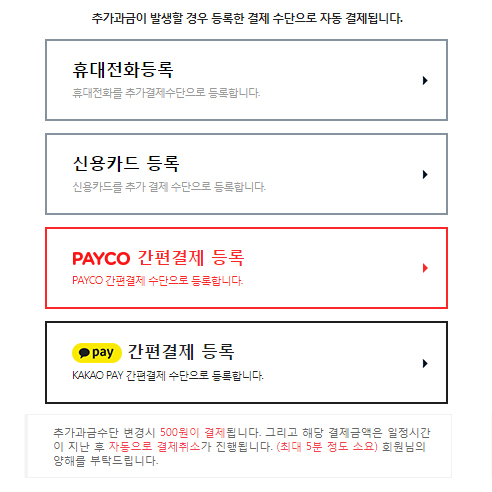 추가과금이 발생할 경우 등록한 결제 수단으로 자동 결제됩니다.
휴대전화등록
휴대전화를 추가결제수단으로 등록합니다.
신용카드 등록
신용카드를 추가 결제 수단으로 등록합니다.
PAYCO 간편결제 등록
PAYCO 간편결제 수단으로 등록합니다.
pay 간편결제 등록
KAKAO PAY 간편결제 수단으로 등록합니다.
추가과금수단 변경시 500원이 결제됩니다. 그리고 해당 결제금액은 일정시간
이 지난 후 자동으로 결제취소가 진행됩니다. (최대 5분 정도 소요) 회원님의
양해를 부탁드립니다.